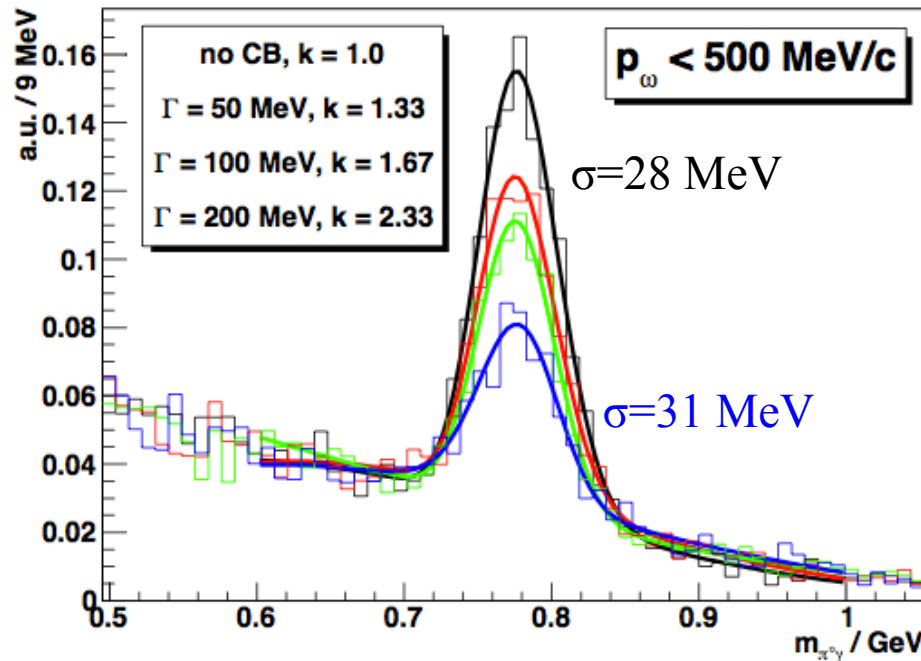 no CB, k = 1.0
Γ = 50 MeV, k = 1.33
Γ = 100 MeV, k = 1.67
Γ = 200 MeV, k = 2.33
p_ω < 500 MeV/c
σ=28 MeV
σ=31 MeV
a.u. / 9 MeV
0.16
0.14
0.12
0.1
0.08
0.06
0.04
0.02
0
0.5 0.6 0.7 0.8 0.9 1
m_π°γ / GeV